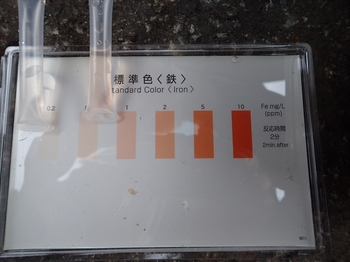 標準色〈鉄〉
tandard Color〈Iron〉
0.2 1 2 5 10 Fe mg/L
(ppm)
反応時間
2分
2min.after